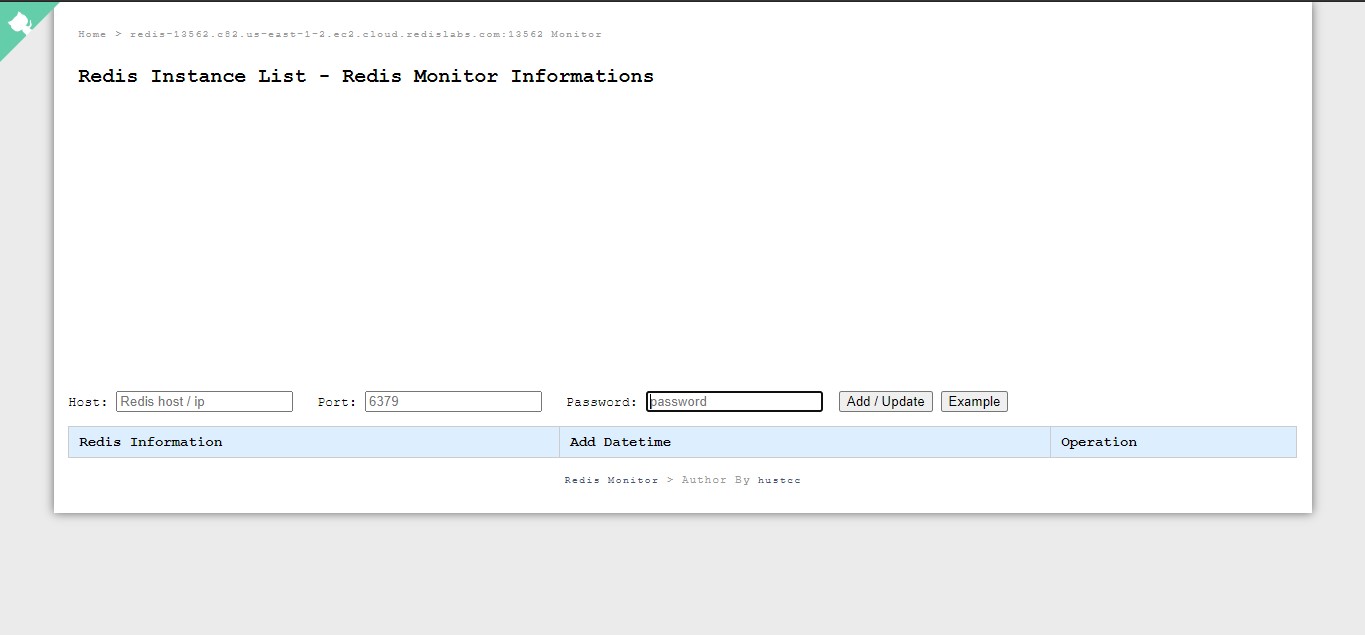 Home > redis-13562.c82.us-east-1-2.ec2.cloud.redislabs.com:13562 Monitor
Redis Instance List - Redis Monitor Informations
Host: Redis host / ip Port: 6379 Password: password Add / Update Example
Redis Information Add Datetime Operation
Redis Monitor > Author By hustcc